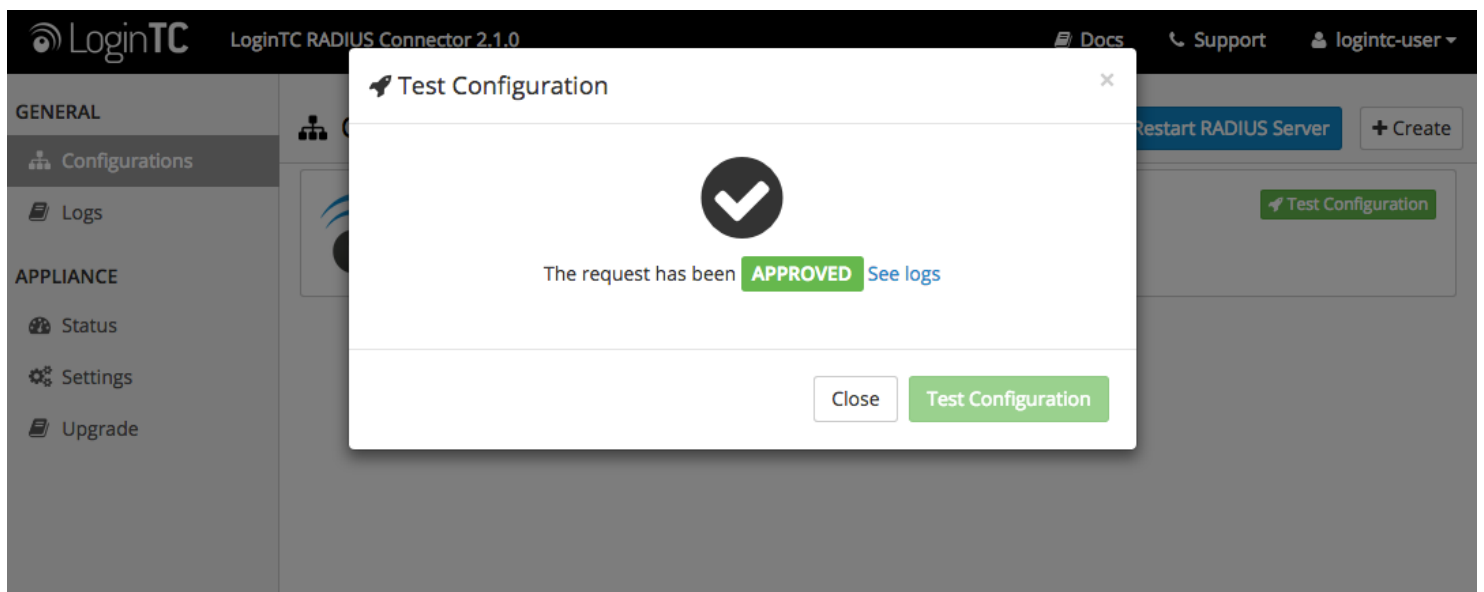 LoginTC LoginTC RADIUS Connector 2.1.0 Docs Support logintc-user
Test Configuration ×
GENERAL
Restart RADIUS Server + Create
Configurations
Logs
Test Configuration
The request has been APPROVED See logs
APPLIANCE
Status
Settings
Close Test Configuration
Upgrade